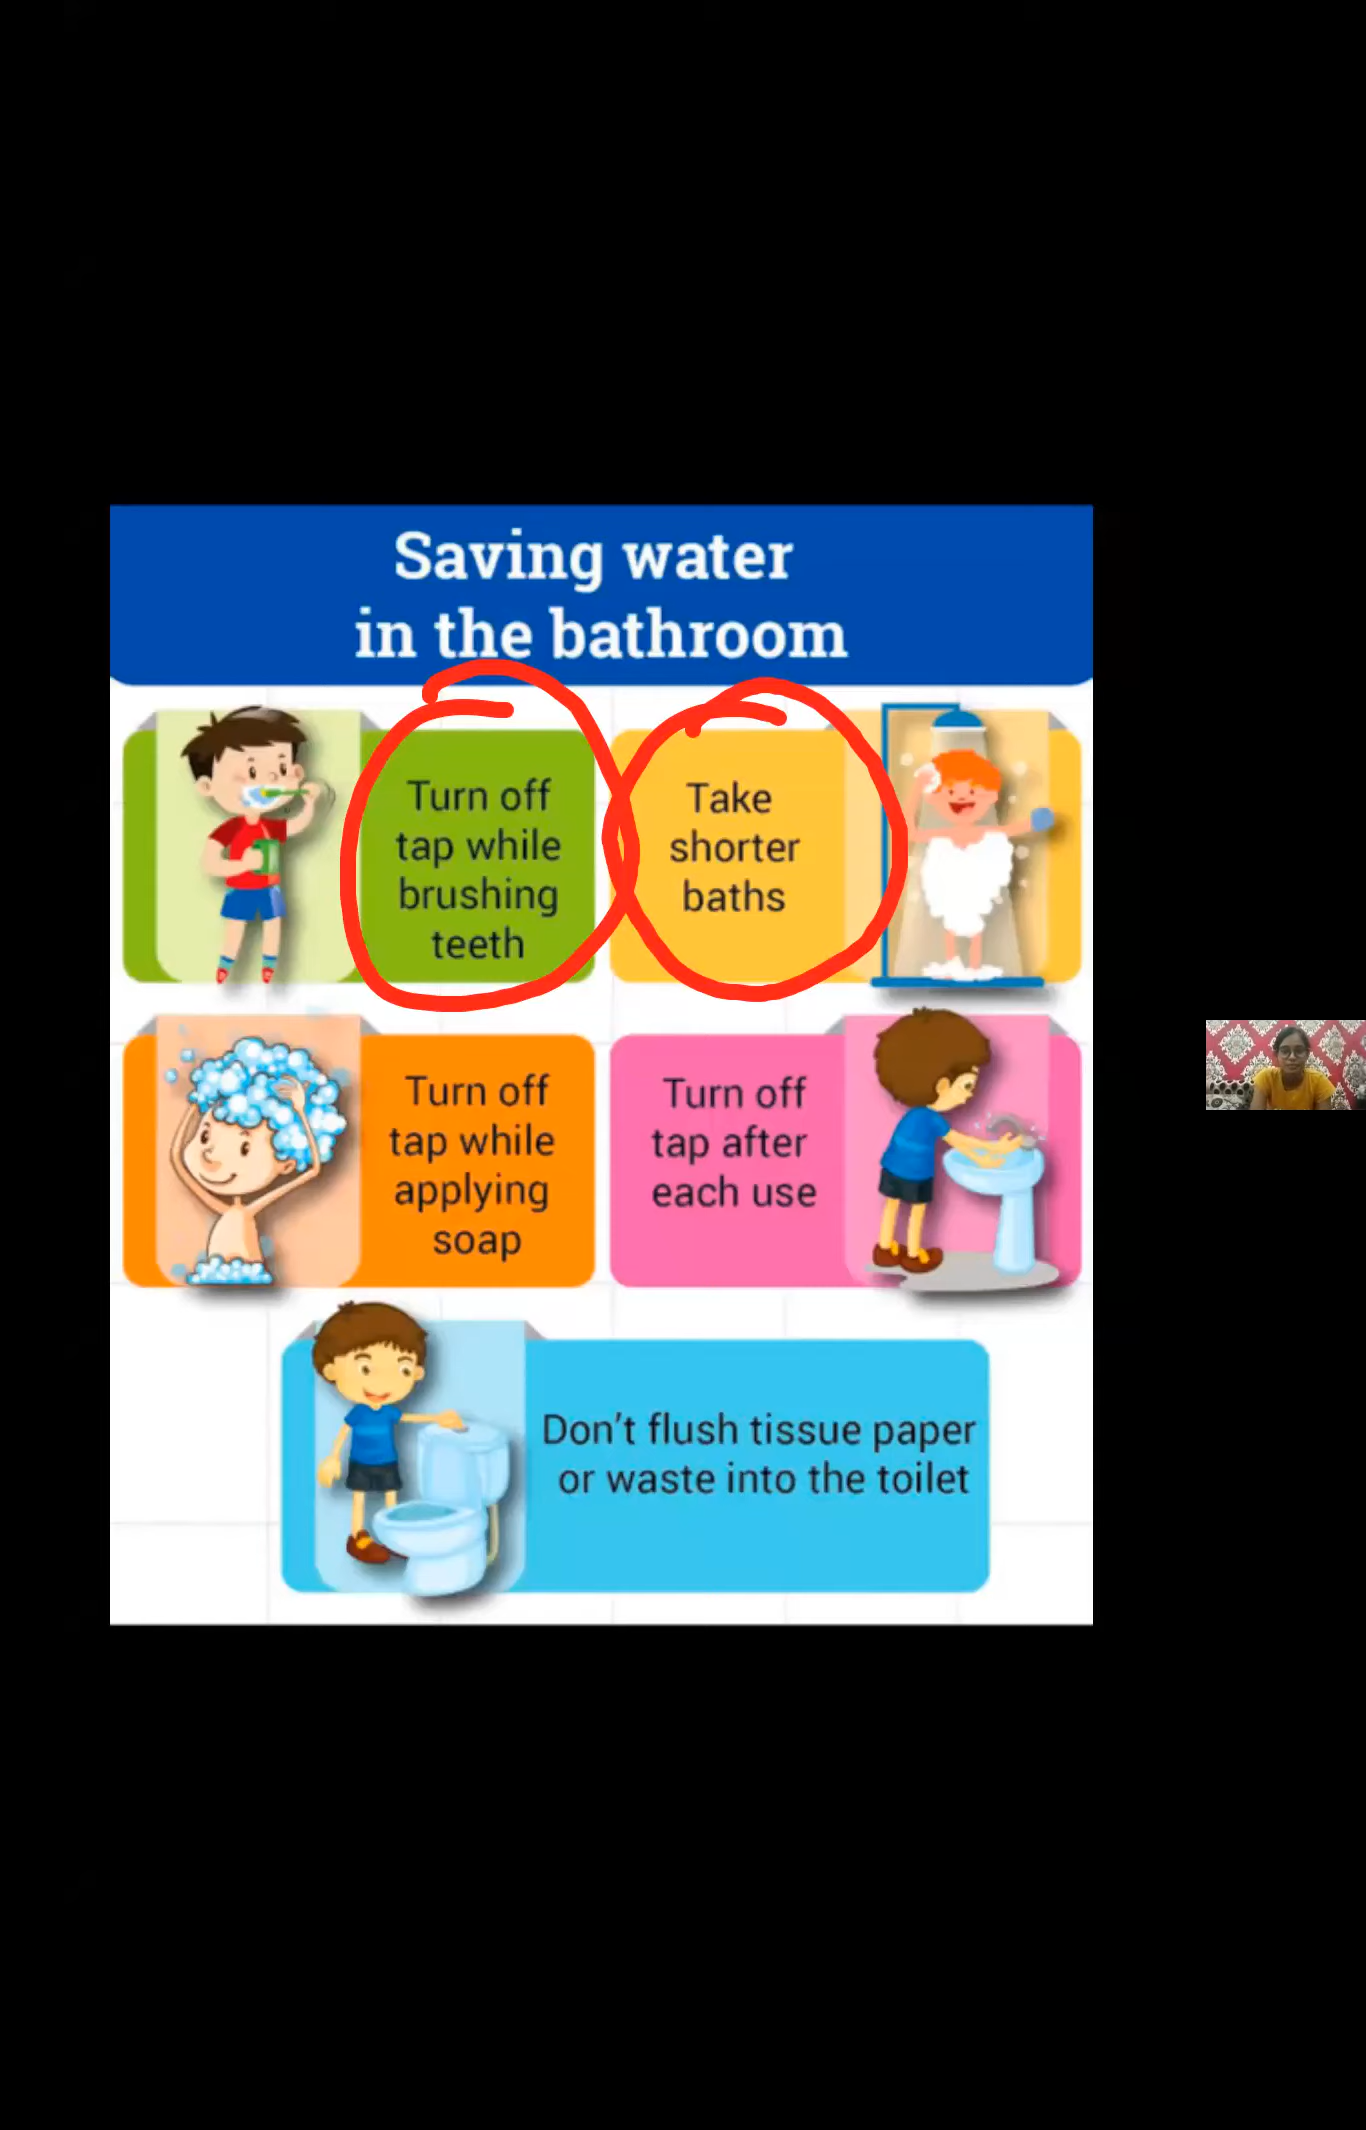 Saving water
in the bathroom
Turn off
tap while
brushing
teeth
Take
shorter
baths
Turn off
tap while
applying
soap
Turn off
tap after
each use
Don't flush tissue paper
or waste into the toilet